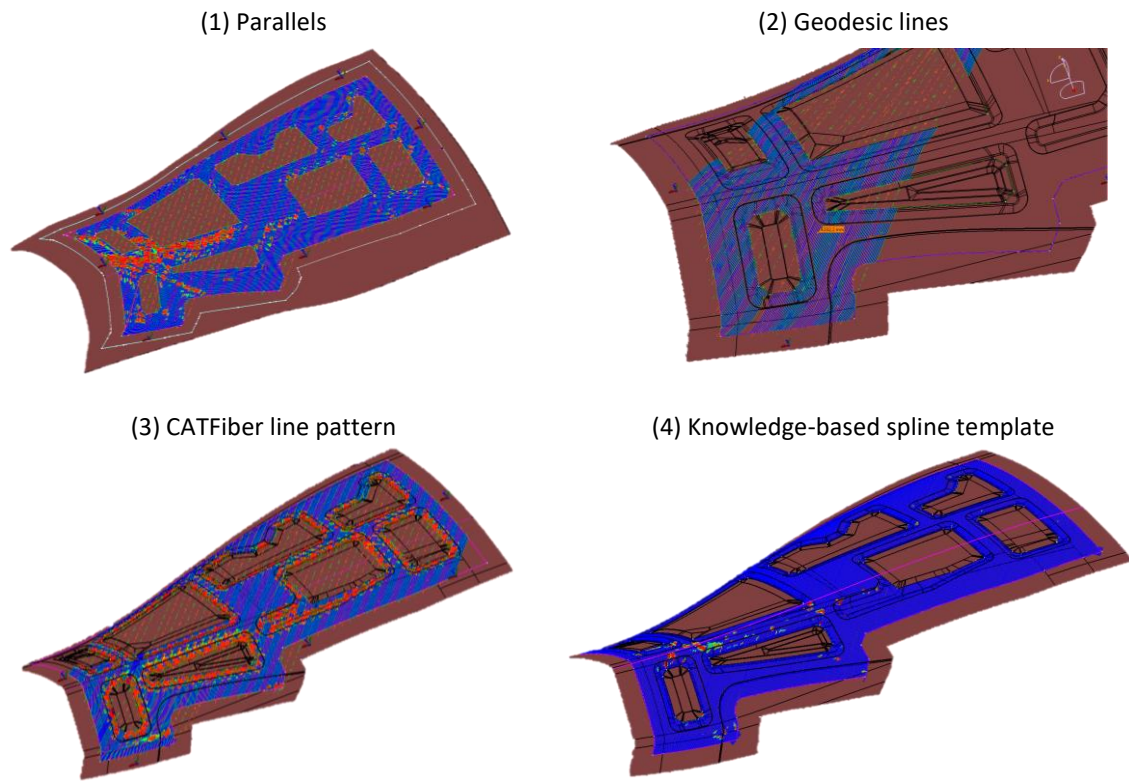 (1) Parallels
(2) Geodesic lines
(3) CATFiber line pattern
(4) Knowledge-based spline template